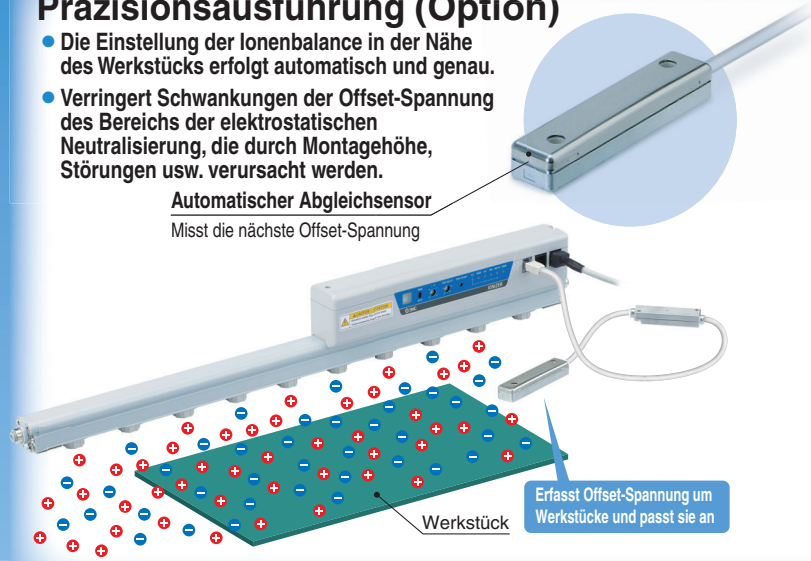 Präzisionsausführung (Option)
Die Einstellung der Ionenbalance in der Nähe
des Werkstücks erfolgt automatisch und genau.
Verringert Schwankungen der Offset-Spannung
des Bereichs der elektrostatischen
Neutralisierung, die durch Montagehöhe,
Störungen usw. verursacht werden.
Automatischer Abgleichsensor
Misst die nächste Offset-Spannung
IONIZER
Erfasst Offset-Spannung um
Werkstücke und passt sie an
Werkstück